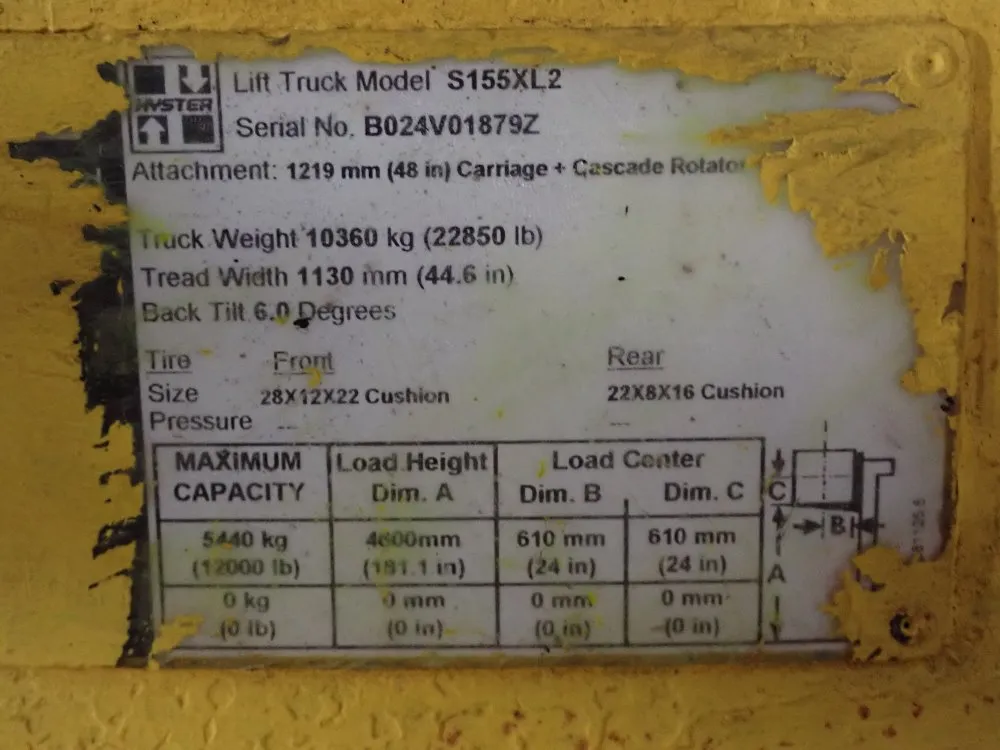 HYSTER
Lift Truck Model S155XL2
Serial No. B024V01879Z
Attachment: 1219 mm (48 in) Carriage + Cascade Rotator
Truck Weight 10360 kg (22850 lb)
Tread Width 1130 mm (44.6 in)
Back Tilt 6.0 Degrees
Tire Front Rear
Size 28X12X22 Cushion 22X8X16 Cushion
Pressure -- ---
MAXIMUM CAPACITY Load Height Dim. A Load Center Dim. B Dim. C
5440 kg 4600mm 610 mm 610 mm
(12000 lb) (181.1 in) (24 in) (24 in)
0 kg 0 mm 0 mm 0 mm
(0 lb) (0 in) (0 in) (0 in)
C
B
A